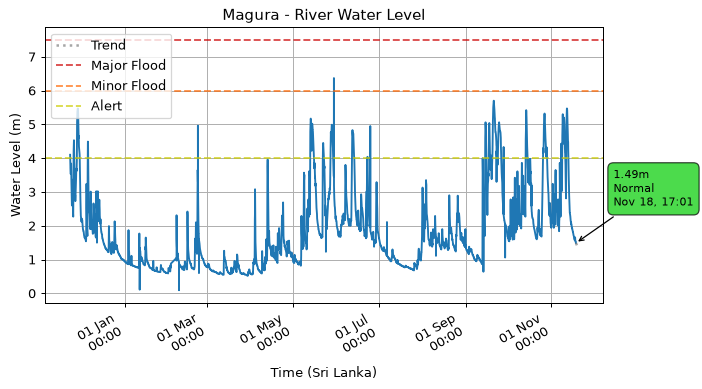 Magura - River Water Level
Trend
Major Flood
Minor Flood
Alert
Water Level (m)
7
6
5
4
3
2
1
0
1.49m
Normal
Nov 18, 17:01
01 Jan
00:00
01 Mar
00:00
01 May
00:00
01 Jul
00:00
01 Sep
00:00
01 Nov
00:00
Time (Sri Lanka)